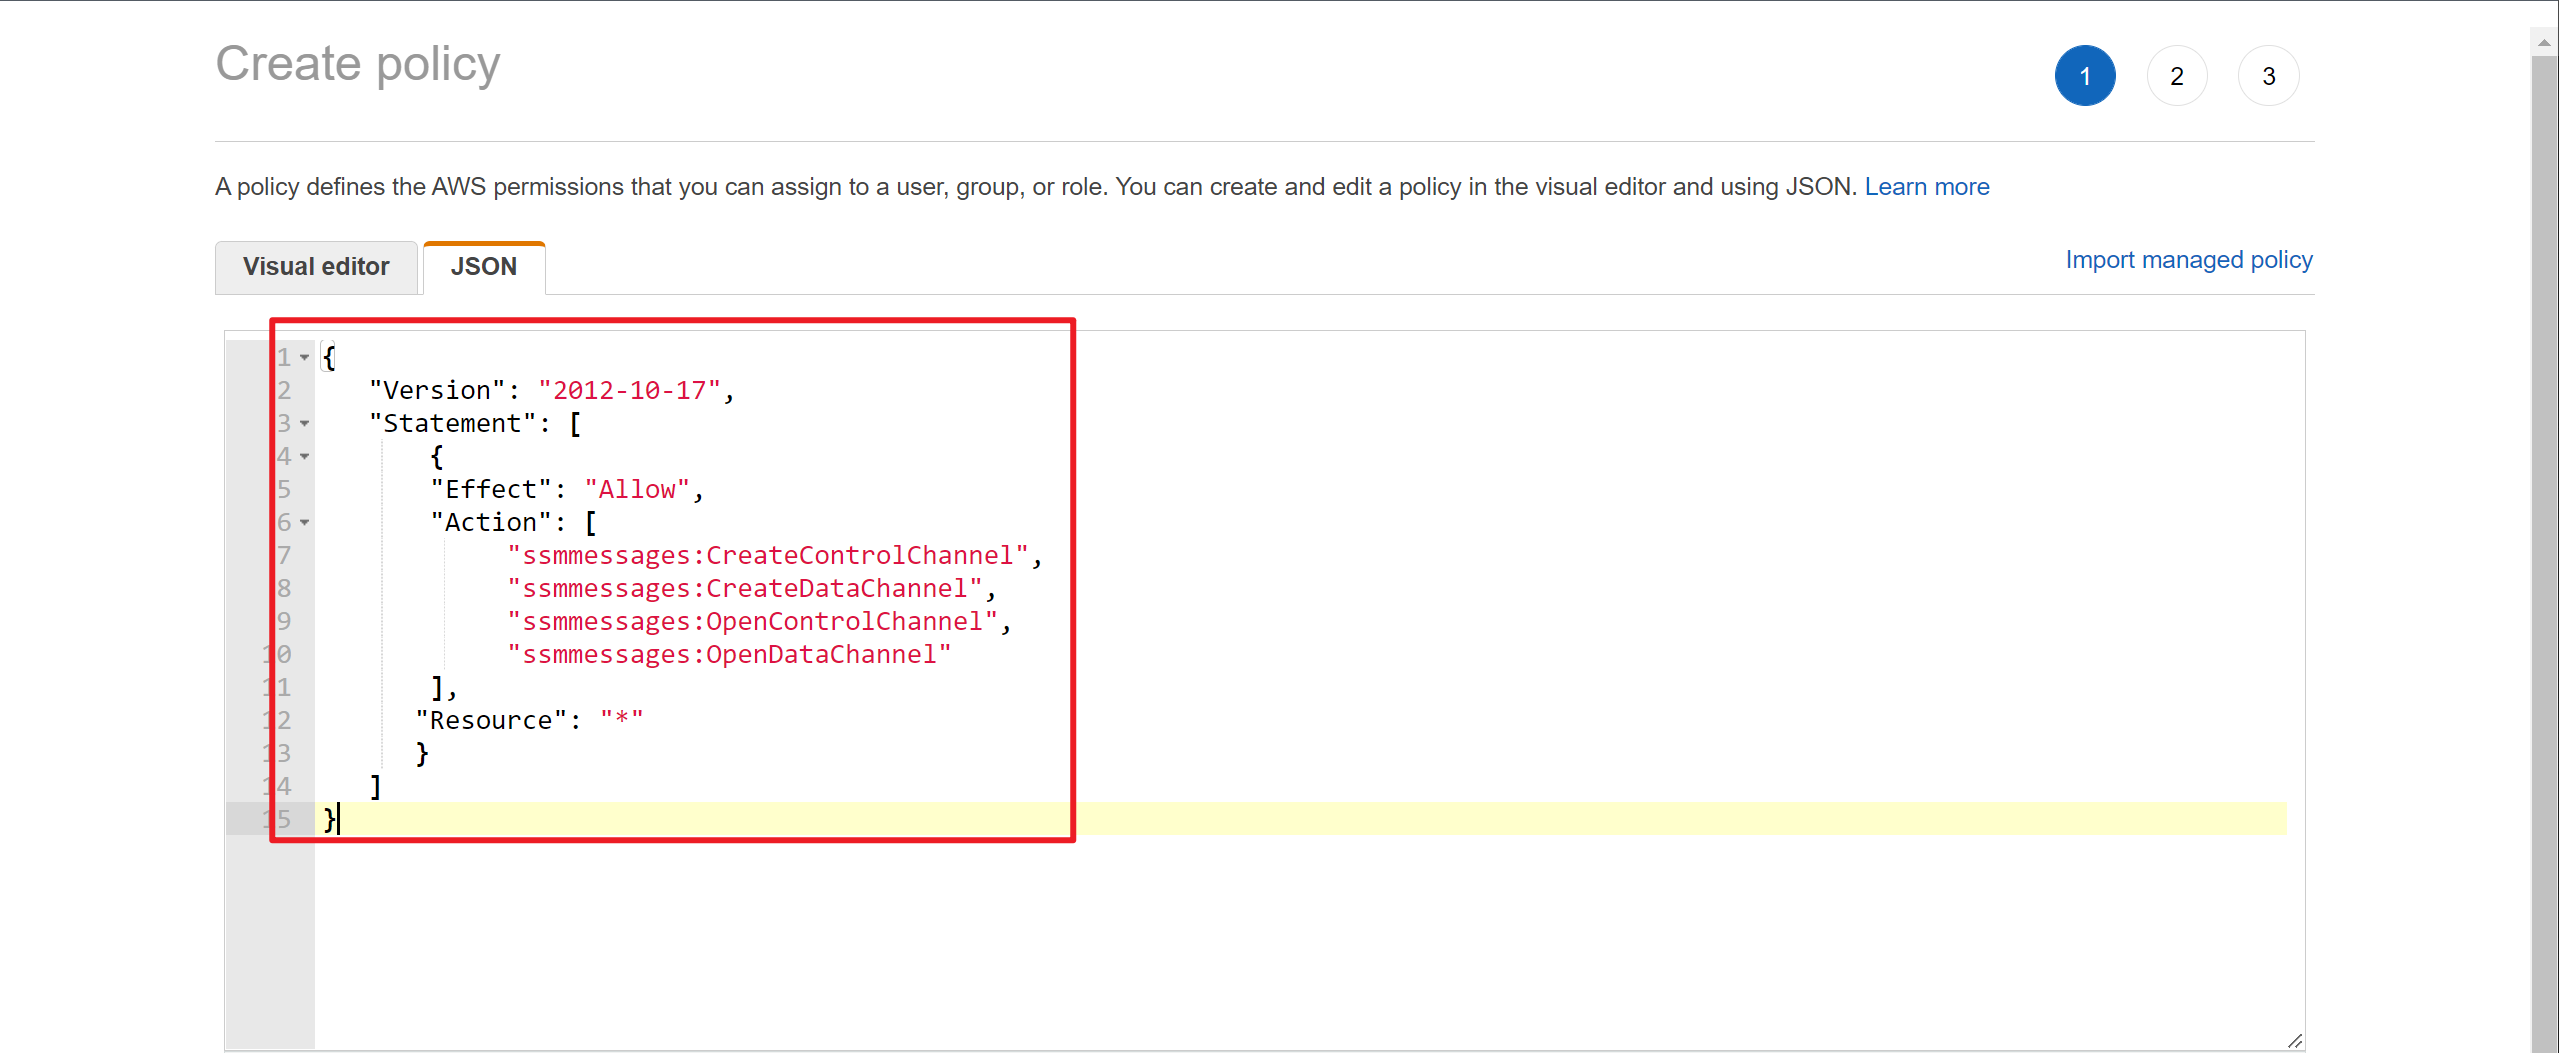 Create policy
1 2 3
A policy defines the AWS permissions that you can assign to a user, group, or role. You can create and edit a policy in the visual editor and using JSON. Learn more
Visual editor JSON Import managed policy
1 {
2 "Version": "2012-10-17",
3 "Statement": [
4 {
5 "Effect": "Allow",
6 "Action": [
7 "ssmmessages:CreateControlChannel",
8 "ssmmessages:CreateDataChannel",
9 "ssmmessages:OpenControlChannel",
10 "ssmmessages:OpenDataChannel"
11 ],
12 "Resource": "*"
13 }
14 ]
15 }